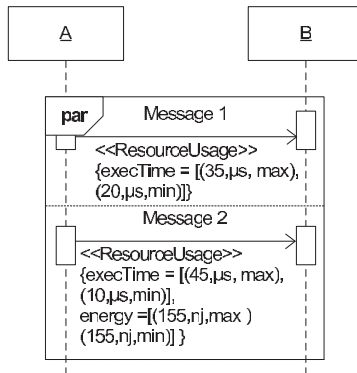 A B
par Message 1
<<ResourceUsage>>
{execTime = [(35,µs, max),
(20,µs,min)]}
Message 2
<<ResourceUsage>>
{execTime = [(45,µs, max),
(10,µs,min)],
energy =[(155,nj,max )
(155,nj,min)] }